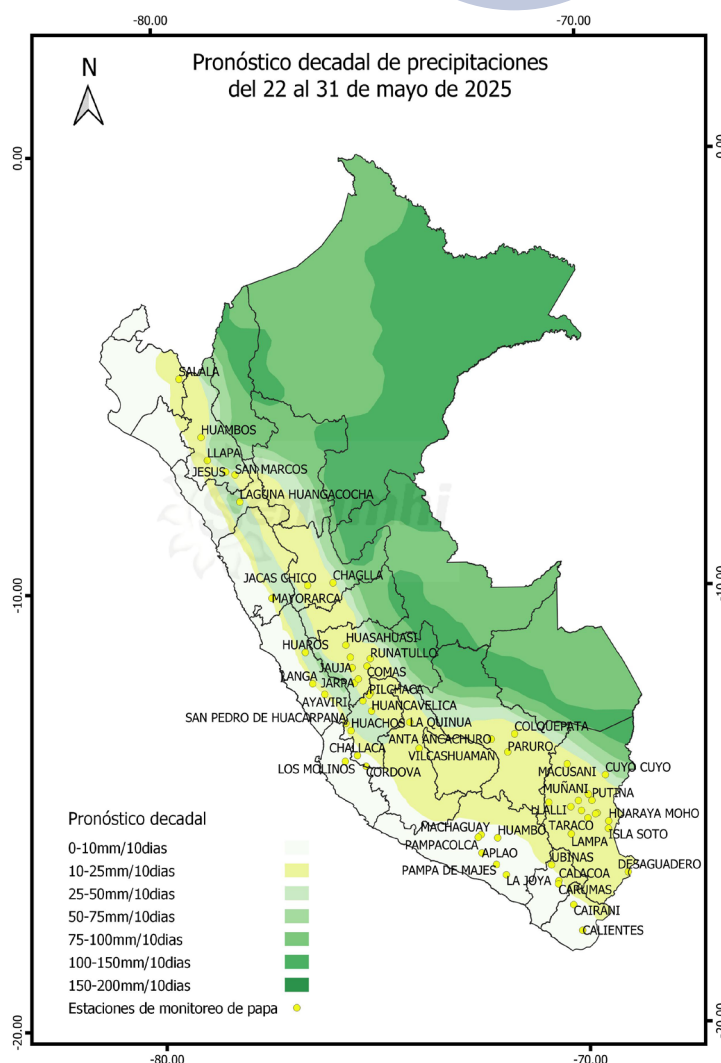 -80.00
-70.00
N
Pronóstico decadal de precipitaciones
del 22 al 31 de mayo de 2025
0.00
0.00
SALALA
HUAMBOS
LLAPA
JESUS
SAN MARCOS
LAGUNA HUANGACOCHA
Senamhi
-10.00
-10.00
JACAS CHICO
CHAGLLA
MAYORARCA
HUAROS
HUASAHUASI
RUNATULLO
JAUJA
COMAS
LANGA
JARPA
PILCHACA
AYAVIRI
HUANCAVELICA
SAN PEDRO DE HUACARPANA
HUACHOS
LA QUINUA
COLQUEPATA
ANTA ANCACHURO
CHALLACA
VILCASHUAMAN
PARURO
LOS MOLINOS
CORDOVA
MACUSANI
CUYO CUYO
MUÑANI
PUTINA
LLALLI
HUARAYA MOHO
TARACO
ISLA SOTO
MACHAGUAY
HUAMBO
LAMPA
PAMPACOLCA
APLAO
UBINAS
DESAGUADERO
PAMPA DE MAJES
LA JOYA
CALACOA
CARUMAS
CAIRANI
CALIENTES
Pronóstico decadal
0-10mm/10dias
10-25mm/10dias
25-50mm/10dias
50-75mm/10dias
75-100mm/10dias
100-150mm/10dias
150-200mm/10dias
Estaciones de monitoreo de papa
-20.00
-20.00
-80.00
-70.00